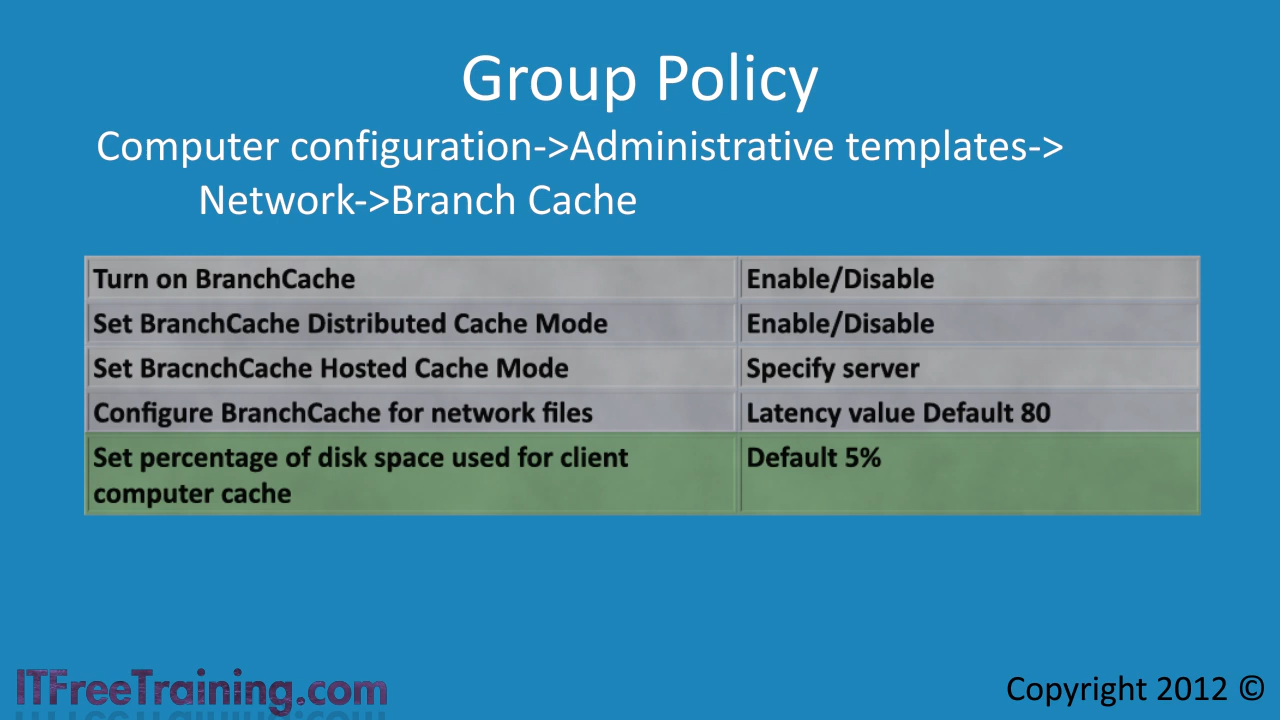 Group Policy
Computer configuration->Administrative templates->
Network->Branch Cache
Turn on BranchCache Enable/Disable
Set BranchCache Distributed Cache Mode Enable/Disable
Set BracnchCache Hosted Cache Mode Specify server
Configure BranchCache for network files Latency value Default 80
Set percentage of disk space used for client Default 5%
computer cache
ITFreeTraining.com
Copyright 2012 ©